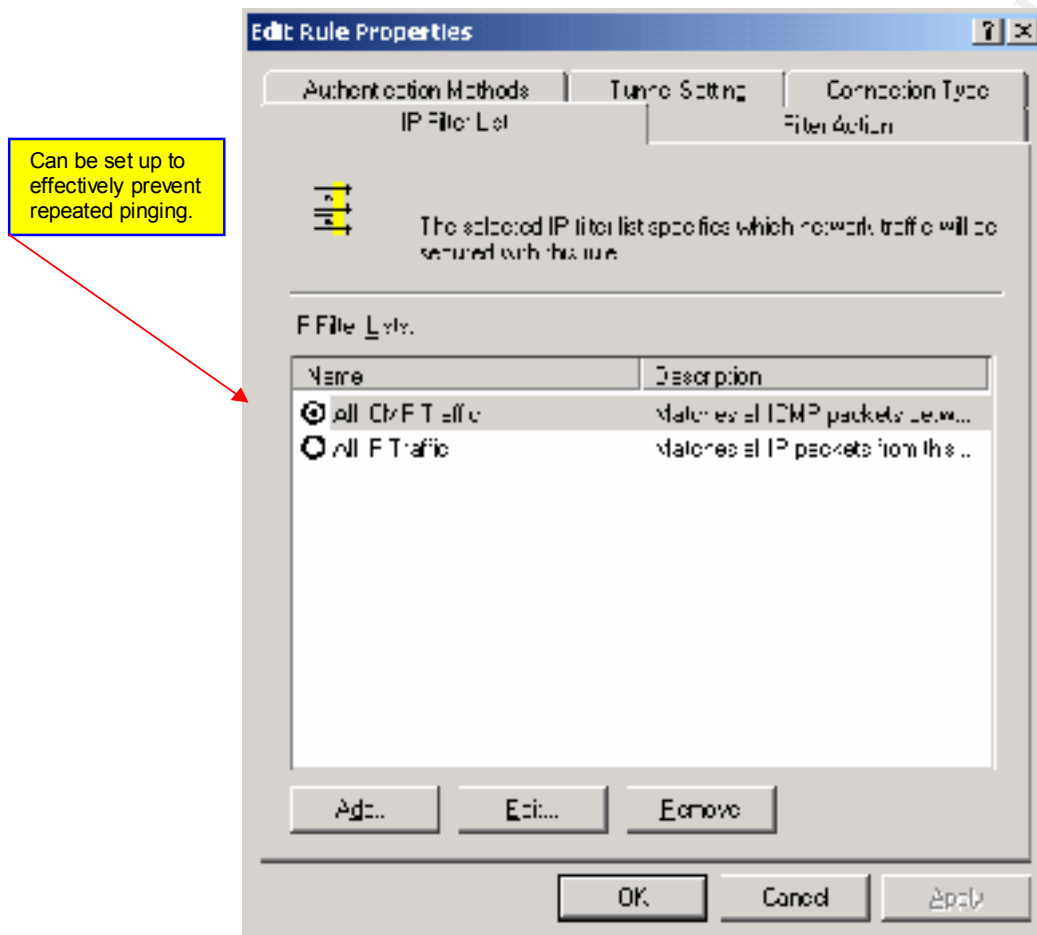 Edit Rule Properties
Authentication Methods
Tunnel Setting
Connection Type
IP Filter List
Filter Action
Can be set up to
effectively prevent
repeated pinging.
The selected IP filter list specifies which network traffic will be
secured with this rule
IP Filter Lists:
Name
Description
All ICMP Traffic
Matches all ICMP packets betw...
All IP Traffic
Matches all IP packets from this ...
Add...
Edit...
Remove
OK
Cancel
Apply